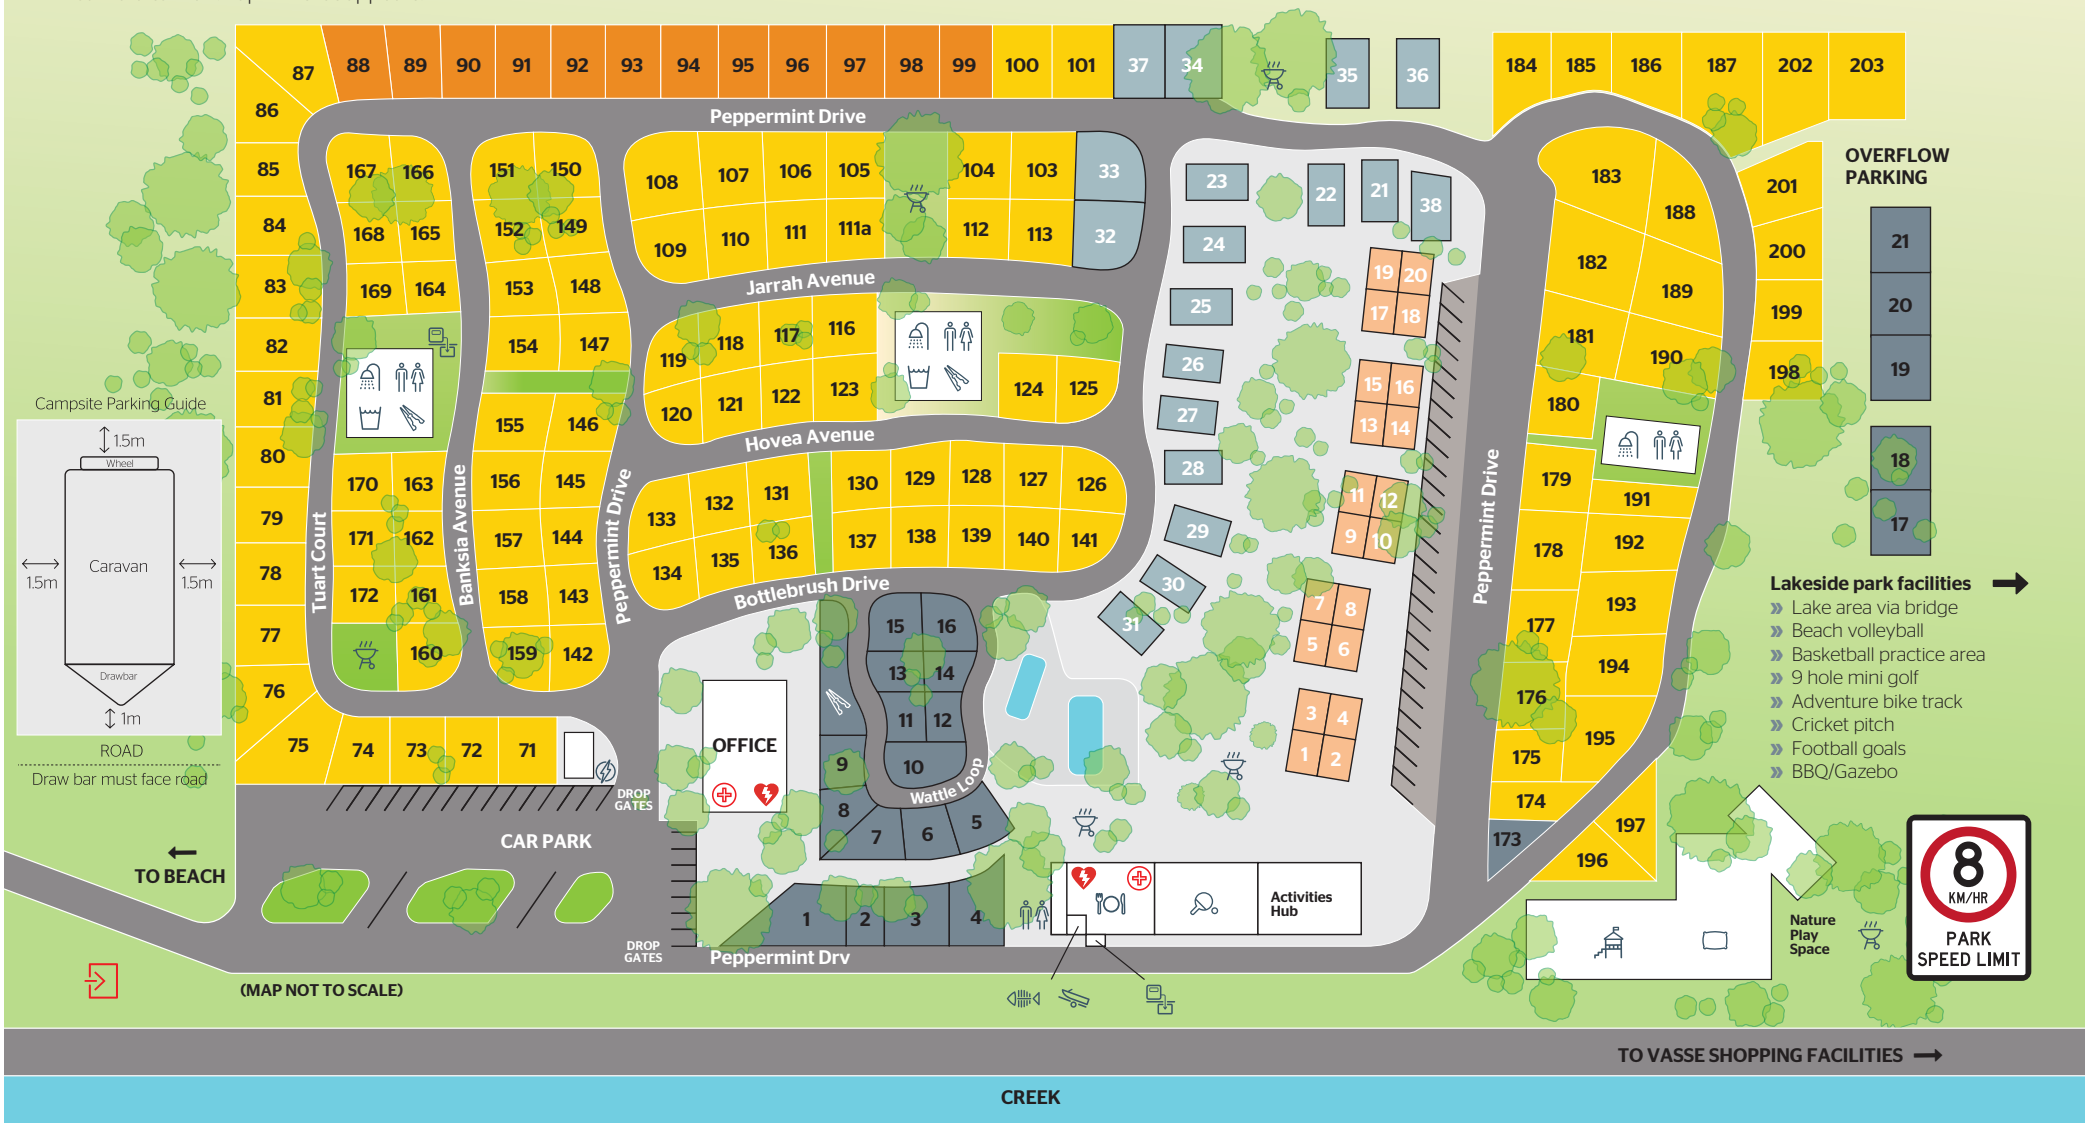 87
88 89 90 91 92 93 94 95 96 97 98 99 100 101 37 34
35 36
184 185 186 187 202 203
86
Peppermint Drive
85
84
83
82
81
80
79
78
77
76
75
74 73 72 71
167 166
168 165
169 164
170 163
171 162
172 161
160
151 150
152 149
153 148
154 147
155 146
156 145
157 144
158 143
159 142
Tuart Court
Banksia Avenue
Peppermint Drive
108 107 106 105 104 103 33
109 110 111 111a 112 113 32
Jarrah Avenue
119 118 117 116
120 121 122 123 124 125
Hovea Avenue
133 132 131 130 129 128 127 126
134 135 136 137 138 139 140 141
Bottlebrush Drive
23 22 21 38
24
25
26
27
28
29
30
31
19 20
17 18
15 16
13 14
11 12
9 10
7 8
5 6
3 4
1 2
Peppermint Drive
183
188
182
189
181
190
180
179
191
178
192
177
193
194
176
195
175
174
173
197
196
201
200
199
198
OVERFLOW
PARKING
21
20
19
18
17
Campsite Parking Guide
1.5m
Wheel
Caravan
1.5m
1.5m
Drawbar
1m
ROAD
Draw bar must face road
15 16
13 14
11 12
10
Wattle Loop
9
8
7 6 5
1 2 3 4
OFFICE
DROP
GATES
CAR PARK
TO BEACH
DROP
GATES
Peppermint Drv
(MAP NOT TO SCALE)
Activities
Hub
Lakeside park facilities
» Lake area via bridge
» Beach volleyball
» Basketball practice area
» 9 hole mini golf
» Adventure bike track
» Cricket pitch
» Football goals
» BBQ/Gazebo
Nature
Play
Space
8
KM/HR
PARK
SPEED LIMIT
TO VASSE SHOPPING FACILITIES
CREEK